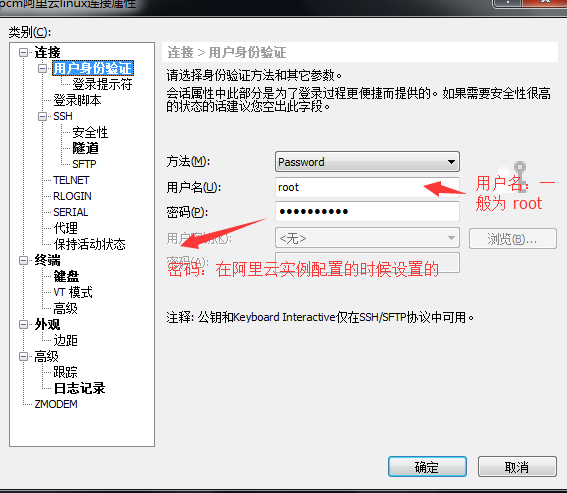 pcm阿里云linux连接属性
类别(C):
连接
用户身份验证
登录提示符
登录脚本
SSH
安全性
隧道
SFTP
TELNET
RLOGIN
SERIAL
代理
保持活动状态
终端
键盘
VT 模式
高级
外观
边距
高级
跟踪
日志记录
ZMODEM
连接 > 用户身份验证
请选择身份验证方法和其它参数。
会话属性中此部分是为了登录过程更便捷而提供的。如果需要安全性很高
的状态的话建议您空出此字段。
方法(M):
Password
用户名(U):
root
用户名：一
般为 root
密码(P):
●●●●●●●●●●
<无>
浏览(B)...
密码(A):
密码：在阿里云实例配置的时候设置的
注释: 公钥和Keyboard Interactive仅在SSH/SFTP协议中可用。
确定
取消